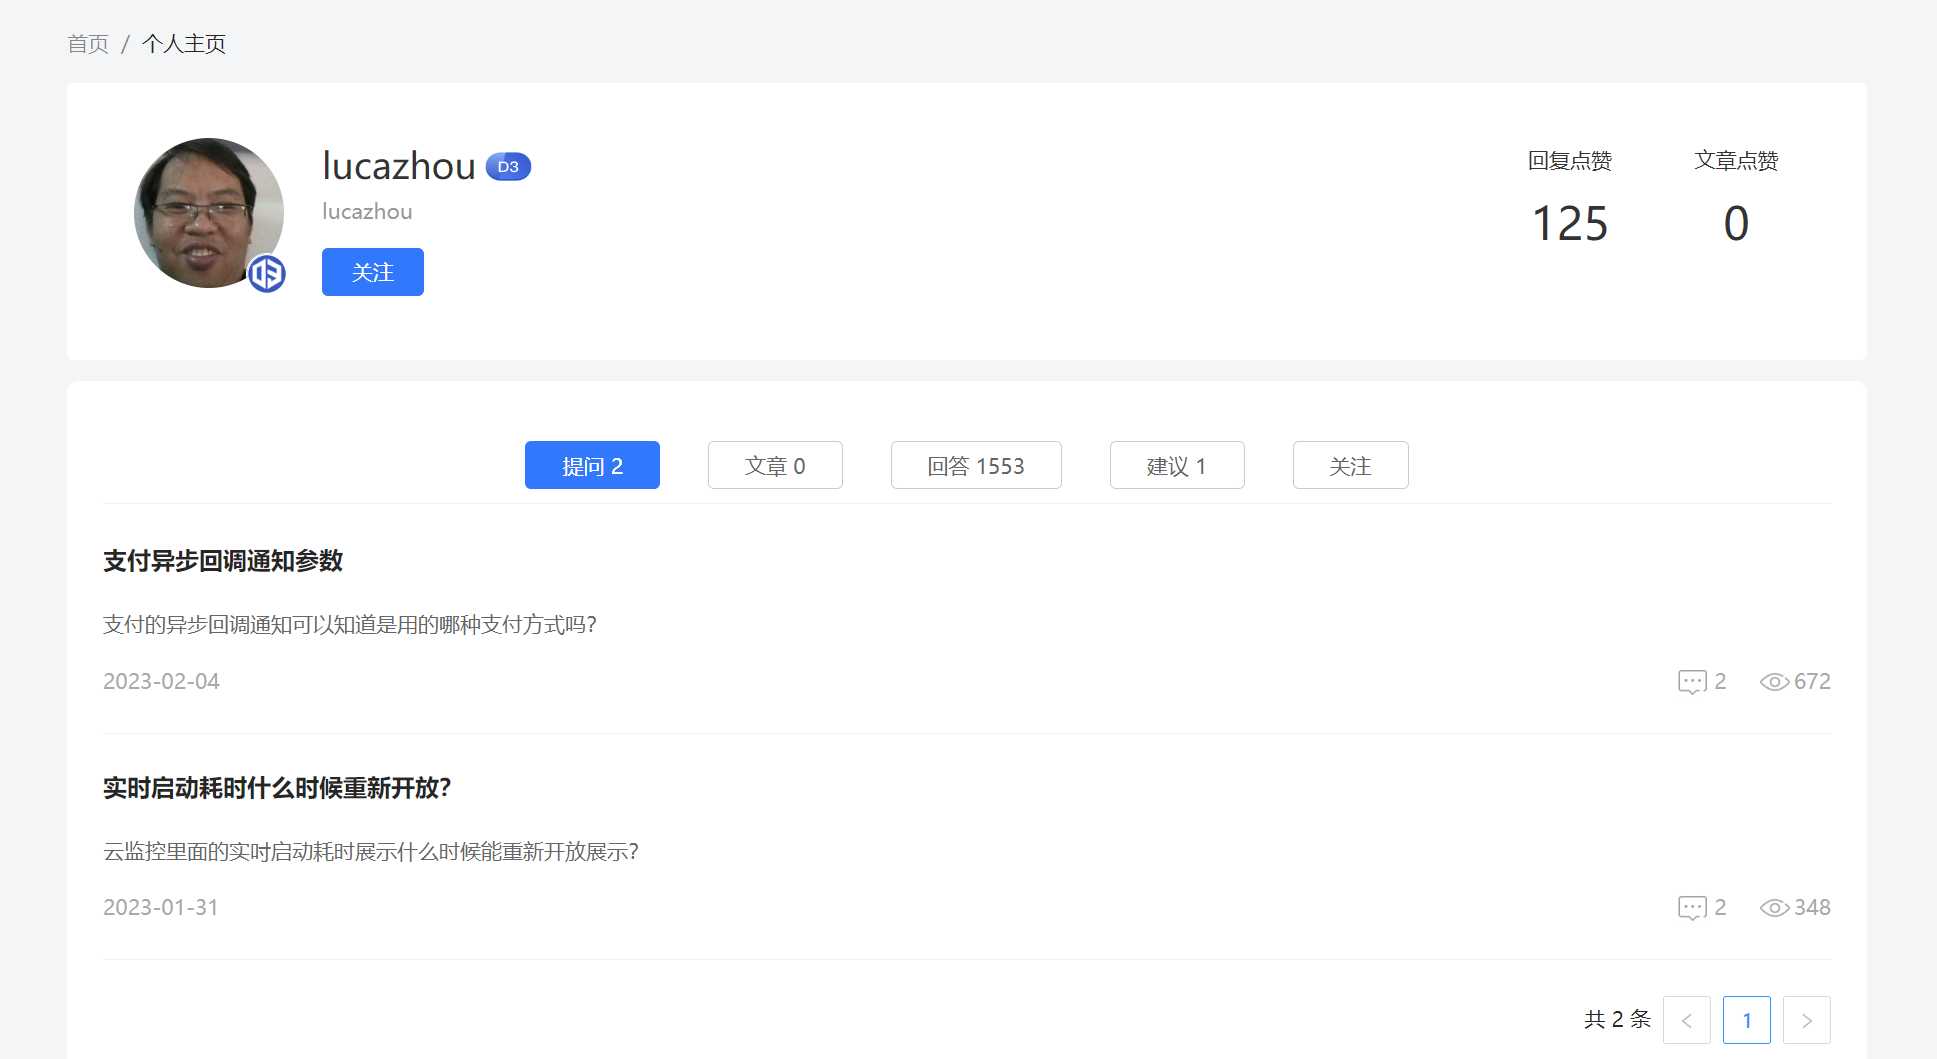 首页 / 个人主页
lucazhou D3
lucazhou
关注
回复点赞 文章点赞
125 0
提问 2 文章 0 回答 1553 建议 1 关注
支付异步回调通知参数
支付的异步回调通知可以知道是用的哪种支付方式吗?
2023-02-04 2 672
实时启动耗时什么时候重新开放?
云监控里面的实时启动耗时展示什么时候能重新开放展示?
2023-01-31 2 348
共 2 条 < 1 >